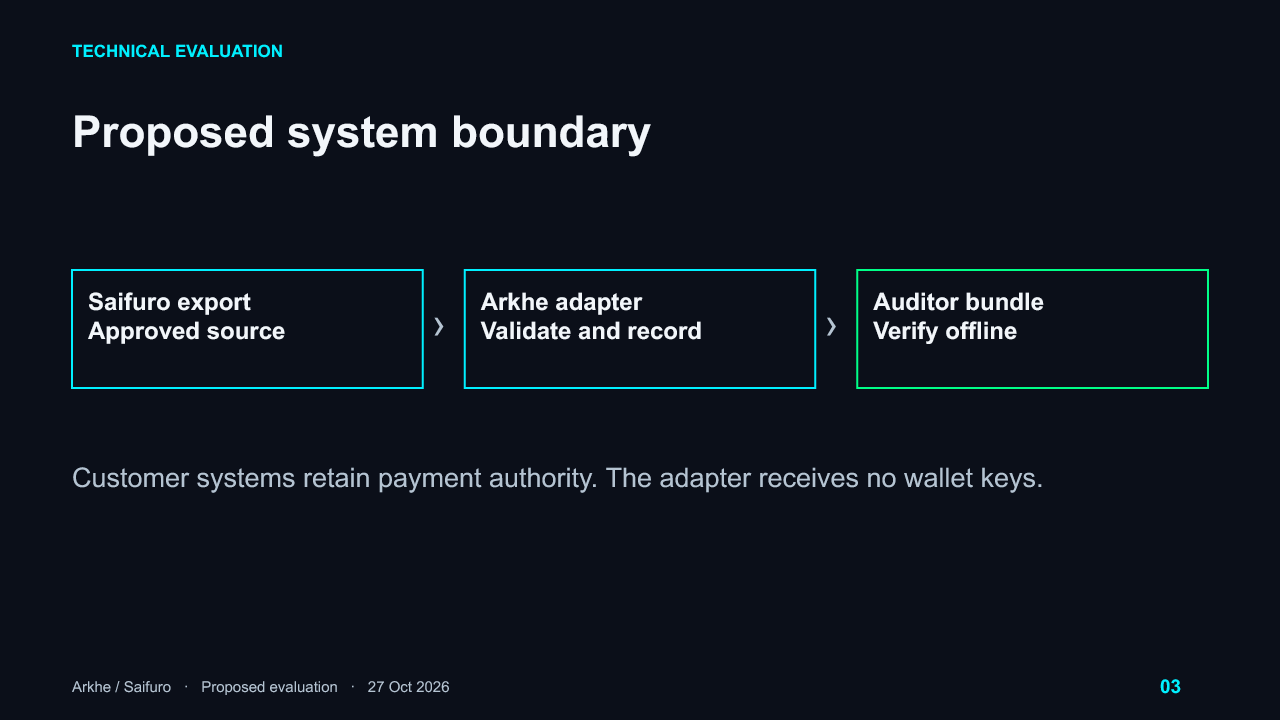 TECHNICAL EVALUATION
Proposed system boundary
Saifuro export
Approved source
›
Arkhe adapter
Validate and record
›
Auditor bundle
Verify offline
Customer systems retain payment authority. The adapter receives no wallet keys.
Arkhe / Saifuro · Proposed evaluation · 27 Oct 2026
03